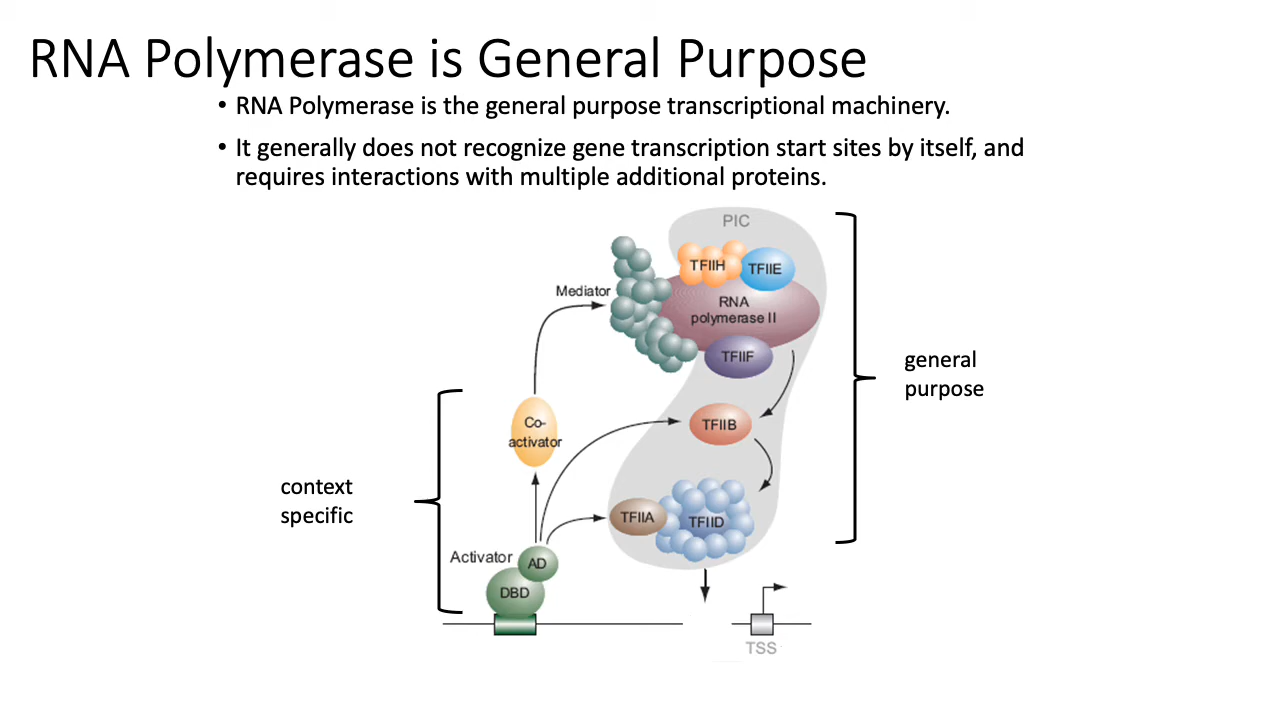 RNA Polymerase is General Purpose
• RNA Polymerase is the general purpose transcriptional machinery.
• It generally does not recognize gene transcription start sites by itself, and
requires interactions with multiple additional proteins.
PIC
TFIIH
TFIIE
Mediator
RNA
polymerase II
TFIIF
general
purpose
Co-
activator
TFIIB
context
specific
TFIIA
TFIID
Activator
AD
DBD
TSS